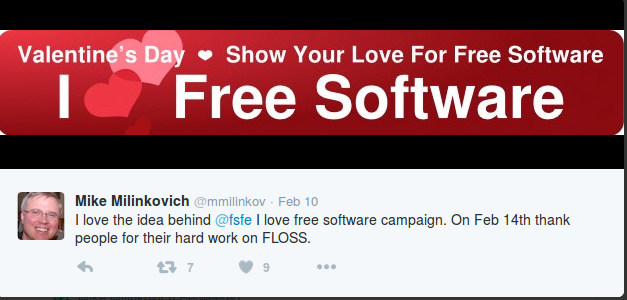 Valentine's Day ❤ Show Your Love For Free Software
I Free Software
Mike Milinkovich @mmilinkov · Feb 10
I love the idea behind @fsfe I love free software campaign. On Feb 14th thank
people for their hard work on FLOSS.
7 9